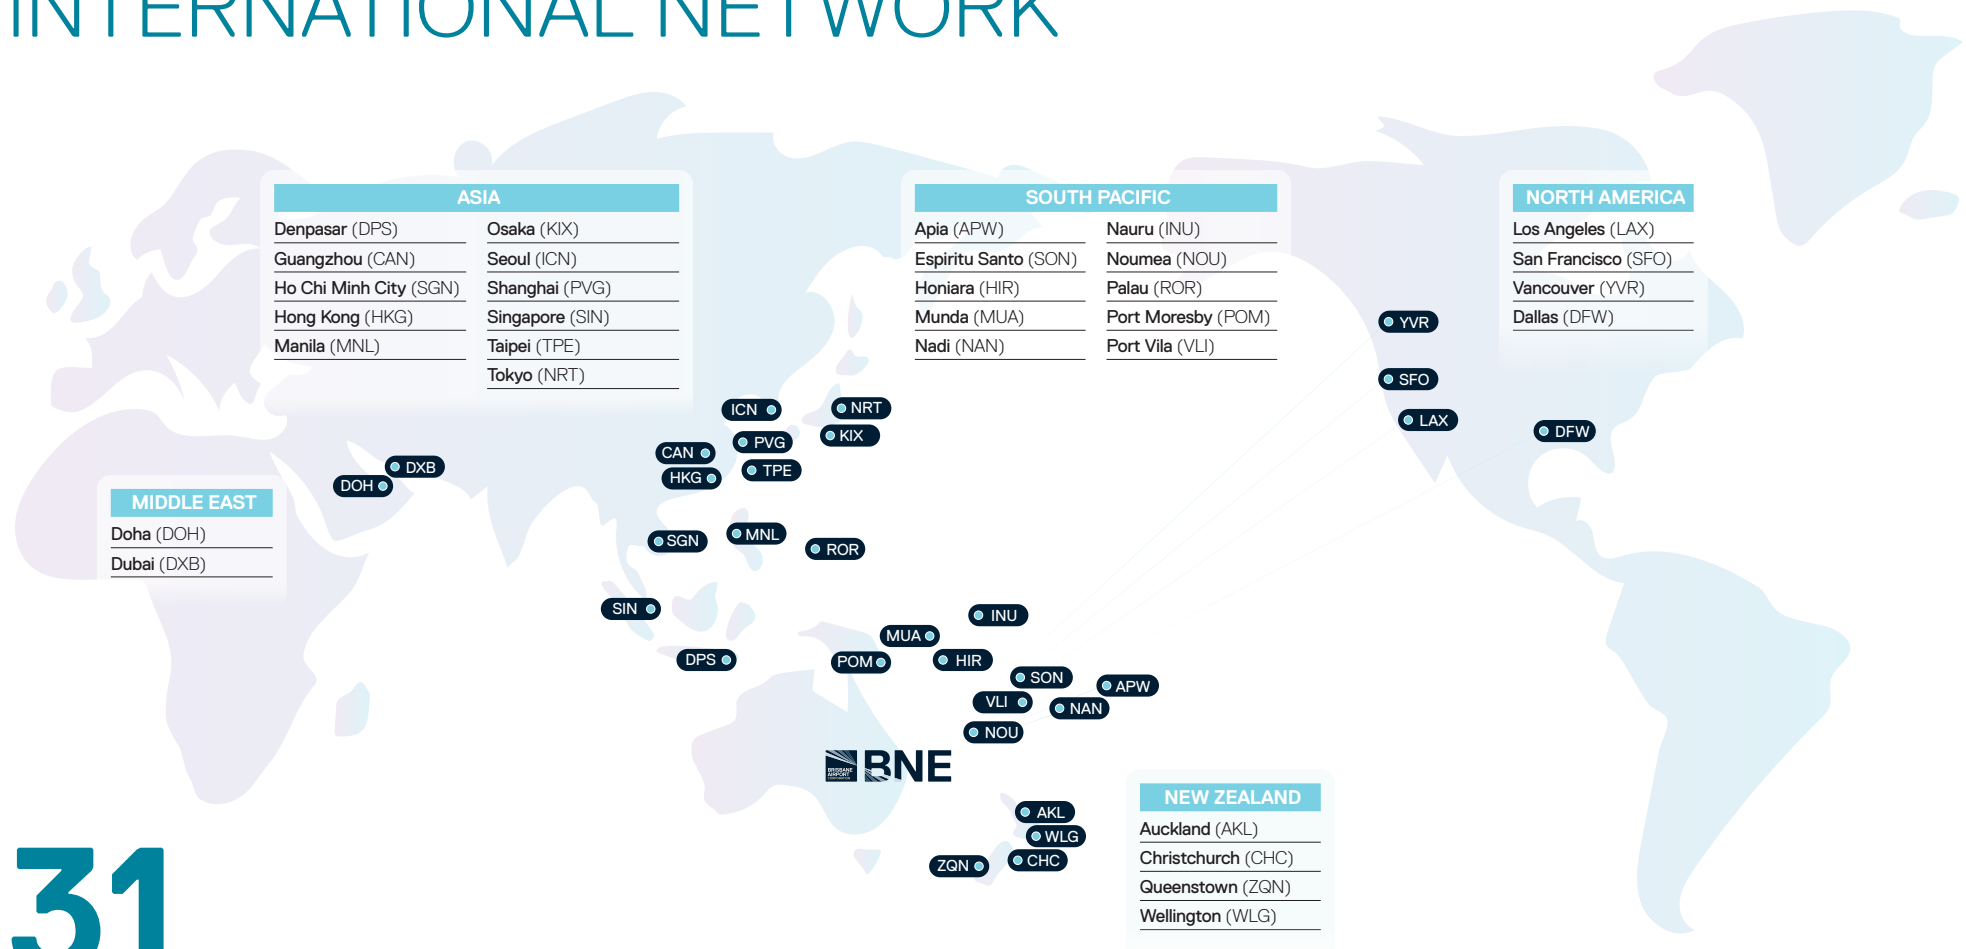 INTERNATIONAL NETWORK
ASIA
Denpasar (DPS)
Guangzhou (CAN)
Ho Chi Minh City (SGN)
Hong Kong (HKG)
Manila (MNL)
Osaka (KIX)
Seoul (ICN)
Shanghai (PVG)
Singapore (SIN)
Taipei (TPE)
Tokyo (NRT)
SOUTH PACIFIC
Apia (APW)
Espiritu Santo (SON)
Honiara (HIR)
Munda (MUA)
Nadi (NAN)
Nauru (INU)
Noumea (NOU)
Palau (ROR)
Port Moresby (POM)
Port Vila (VLI)
NORTH AMERICA
Los Angeles (LAX)
San Francisco (SFO)
Vancouver (YVR)
Dallas (DFW)
MIDDLE EAST
Doha (DOH)
Dubai (DXB)
YVR
SFO
LAX
DFW
ICN
NRT
KIX
PVG
CAN
TPE
HKG
DXB
DOH
SGN
MNL
ROR
SIN
INU
MUA
DPS
POM
HIR
SON
APW
VLI
NAN
NOU
BRISBANE
AIRPORT
CORPORATION
BNE
AKL
WLG
CHC
ZQN
NEW ZEALAND
Auckland (AKL)
Christchurch (CHC)
Queenstown (ZQN)
Wellington (WLG)
31